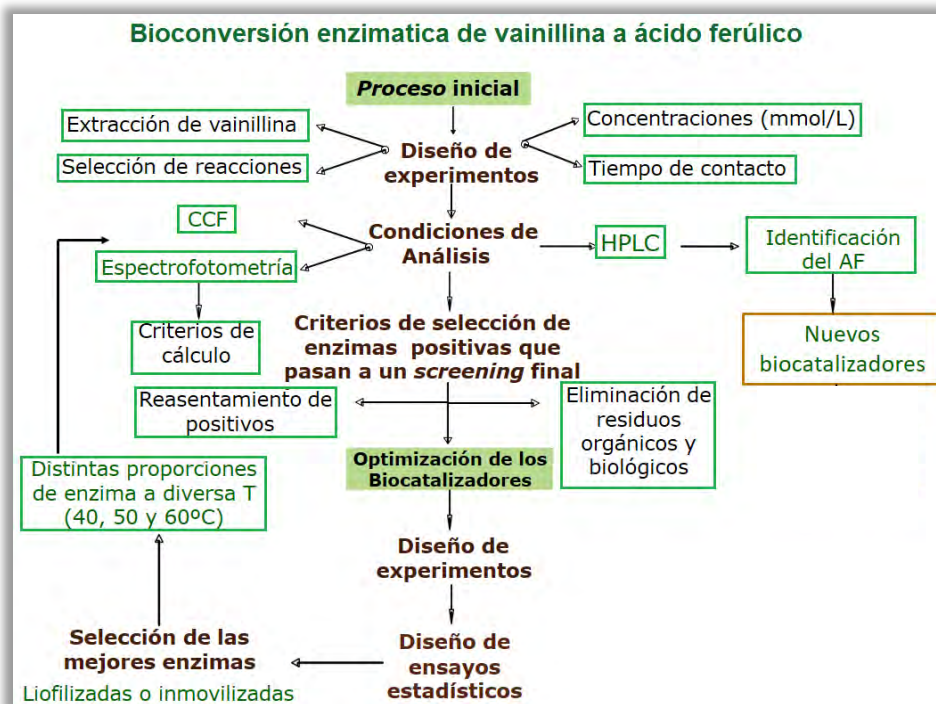 Bioconversión enzimatica de vainillina a ácido ferúlico
Proceso inicial
Extracción de vainillina
Concentraciones (mmol/L)
Diseño de
experimentos
Selección de reacciones
Tiempo de contacto
CCF
Condiciones de
Análisis
HPLC
Identificación
del AF
Espectrofotometría
Criterios de
cálculo
Criterios de selección de
enzimas positivas que
pasan a un screening final
Nuevos
biocatalizadores
Reasentamiento de
positivos
Eliminación de
residuos
orgánicos y
biológicos
Optimización de los
Biocatalizadores
Distintas proporciones
de enzima a diversa T
(40, 50 y 60ºC)
Diseño de
experimentos
Selección de las
mejores enzimas
Liofilizadas o inmovilizadas
Diseño de
ensayos
estadísticos